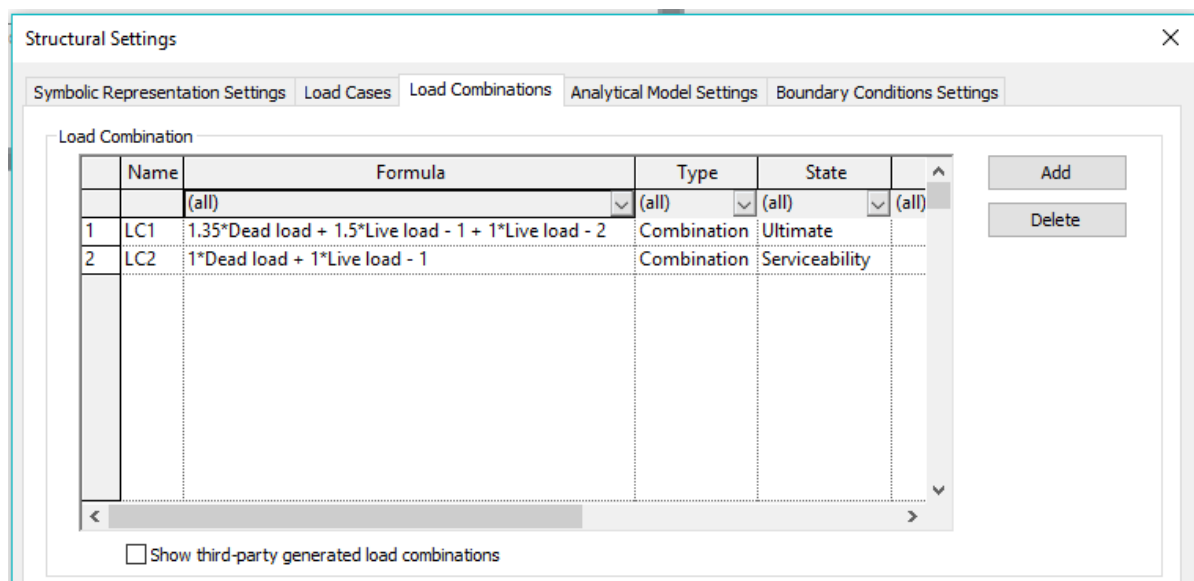 Structural Settings
Symbolic Representation Settings Load Cases Load Combinations Analytical Model Settings Boundary Conditions Settings
Load Combination
Name Formula Type State
(all) (all) (all) (all)
1 LC1 1.35*Dead load + 1.5*Live load - 1 + 1*Live load - 2 Combination Ultimate
2 LC2 1*Dead load + 1*Live load - 1 Combination Serviceability
Add
Delete
Show third-party generated load combinations